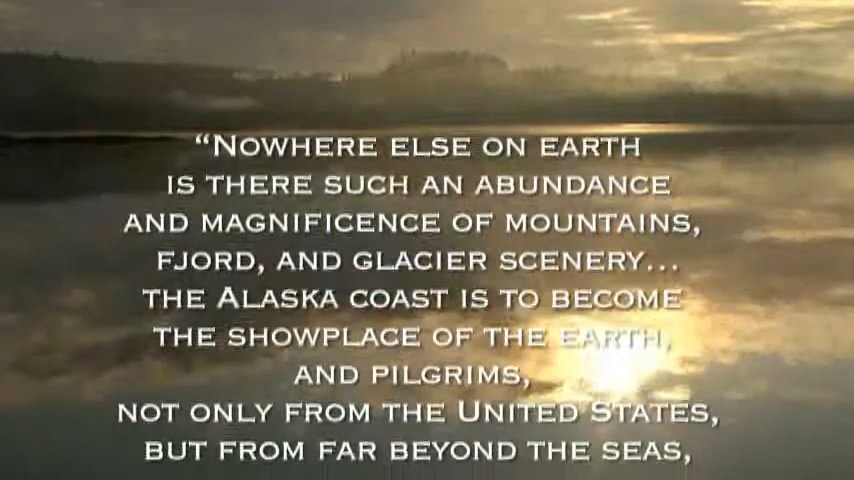 “Nowhere else on earth
is there such an abundance
and magnificence of mountains,
fjord, and glacier scenery...
the Alaska coast is to become
the showplace of the earth,
and pilgrims,
not only from the United States,
but from far beyond the seas,